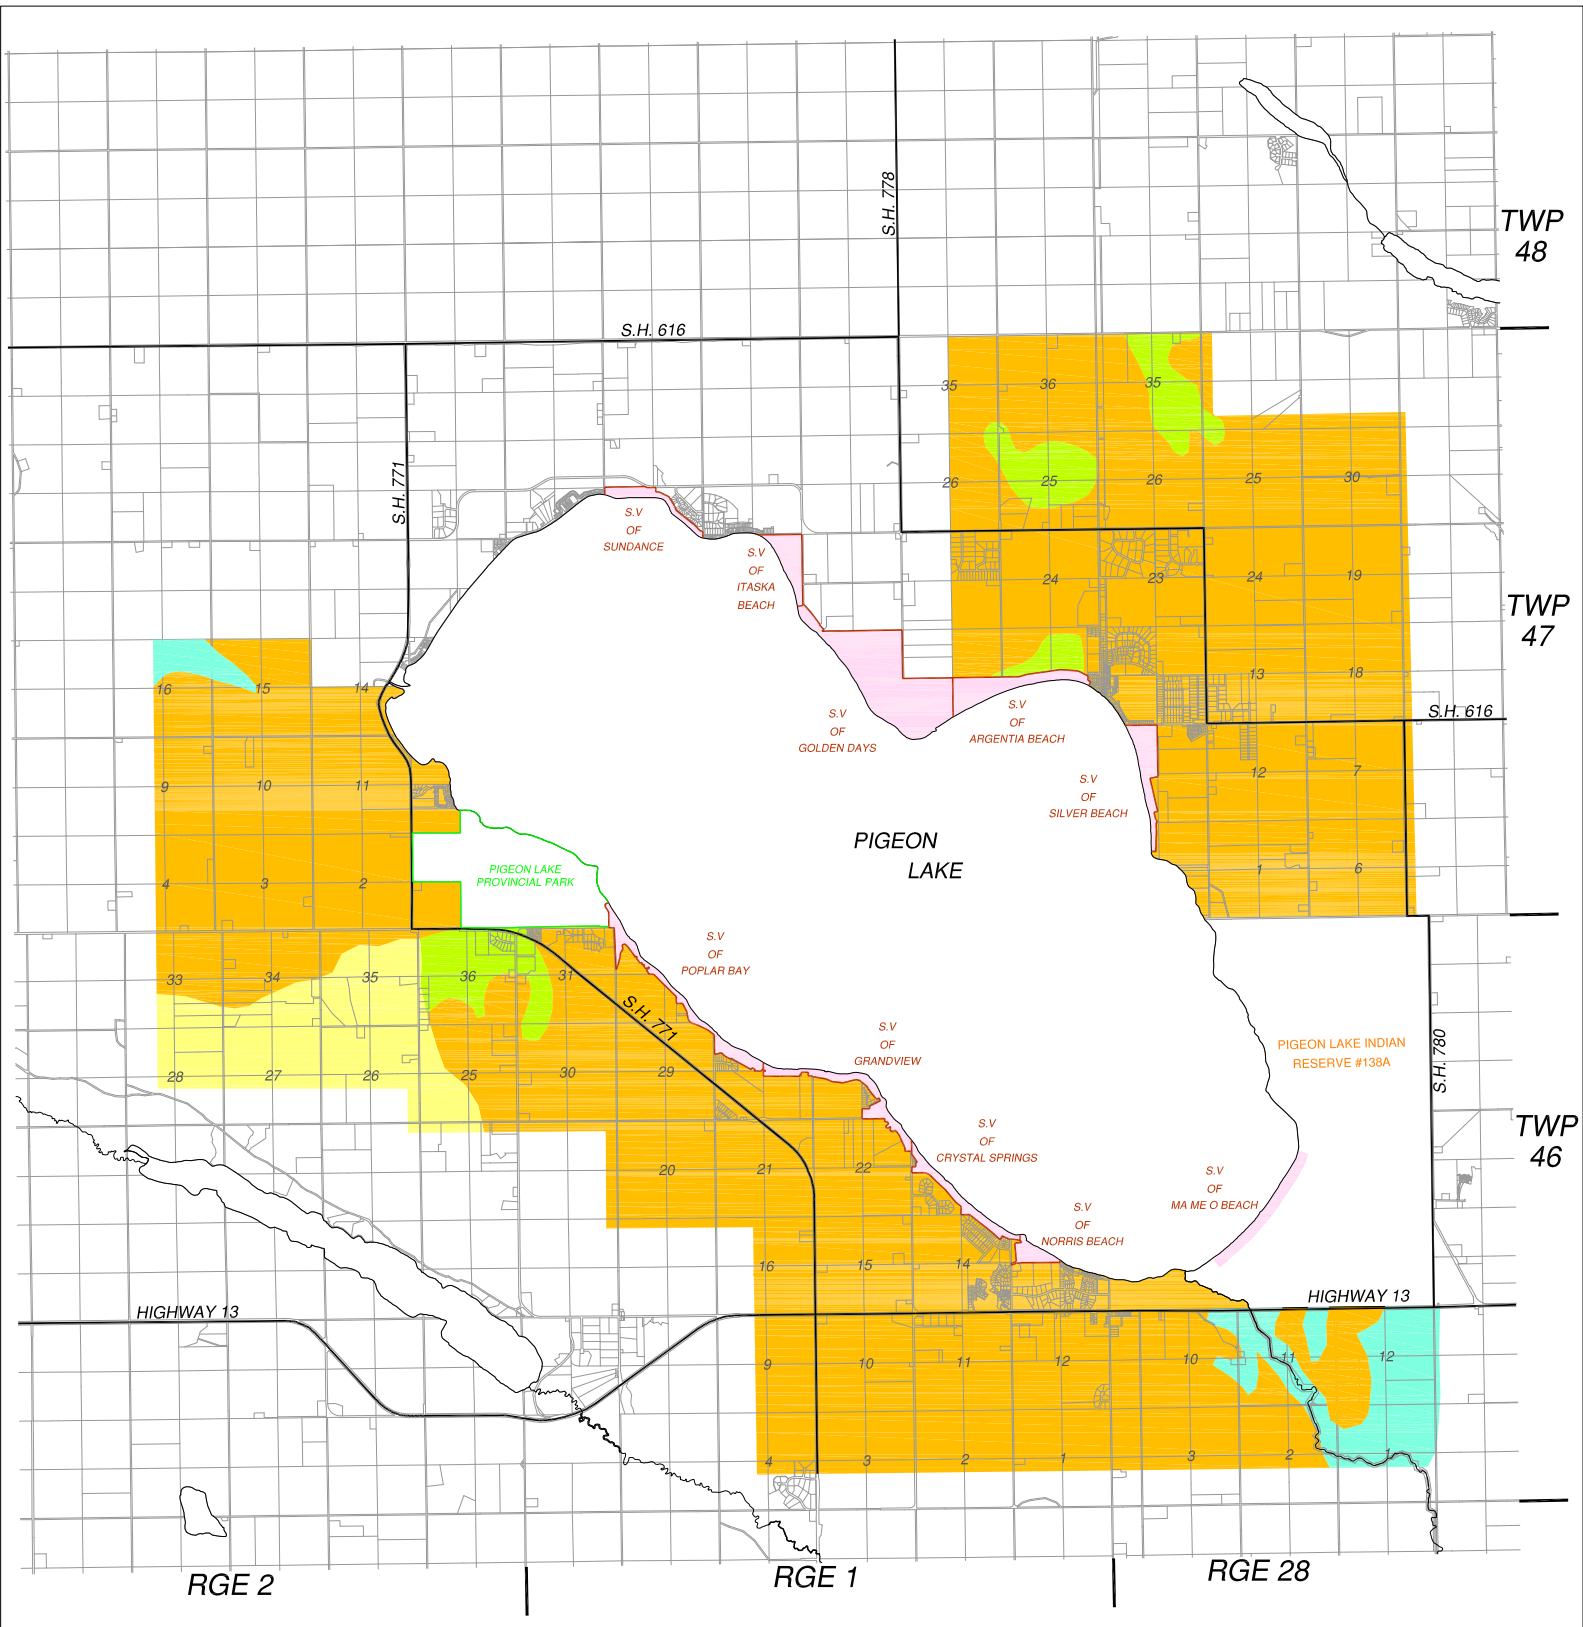 S.H. 778
TWP
48
S.H. 616
35
36
35
S.H. 771
26
25
26
25
30
S.V
OF
SUNDANCE
S.V
OF
ITASKA
BEACH
24
23
24
19
TWP
47
16
15
14
13
18
S.V
OF
GOLDEN DAYS
S.V
OF
ARGENTIA BEACH
S.H. 616
9
10
11
12
7
S.V
OF
SILVER BEACH
PIGEON
LAKE
PIGEON LAKE
PROVINCIAL PARK
4
3
2
1
6
S.V
OF
POPLAR BAY
33
34
35
36
31
S.H. 771
S.V
OF
GRANDVIEW
PIGEON LAKE INDIAN
RESERVE #138A
S.H. 780
28
27
26
25
30
29
S.V
OF
CRYSTAL SPRINGS
TWP
46
20
21
22
S.V
OF
MA ME O BEACH
S.V
OF
NORRIS BEACH
16
15
14
HIGHWAY 13
HIGHWAY 13
9
10
11
12
10
11
12
4
3
2
1
3
2
1
RGE 2
RGE 1
RGE 28